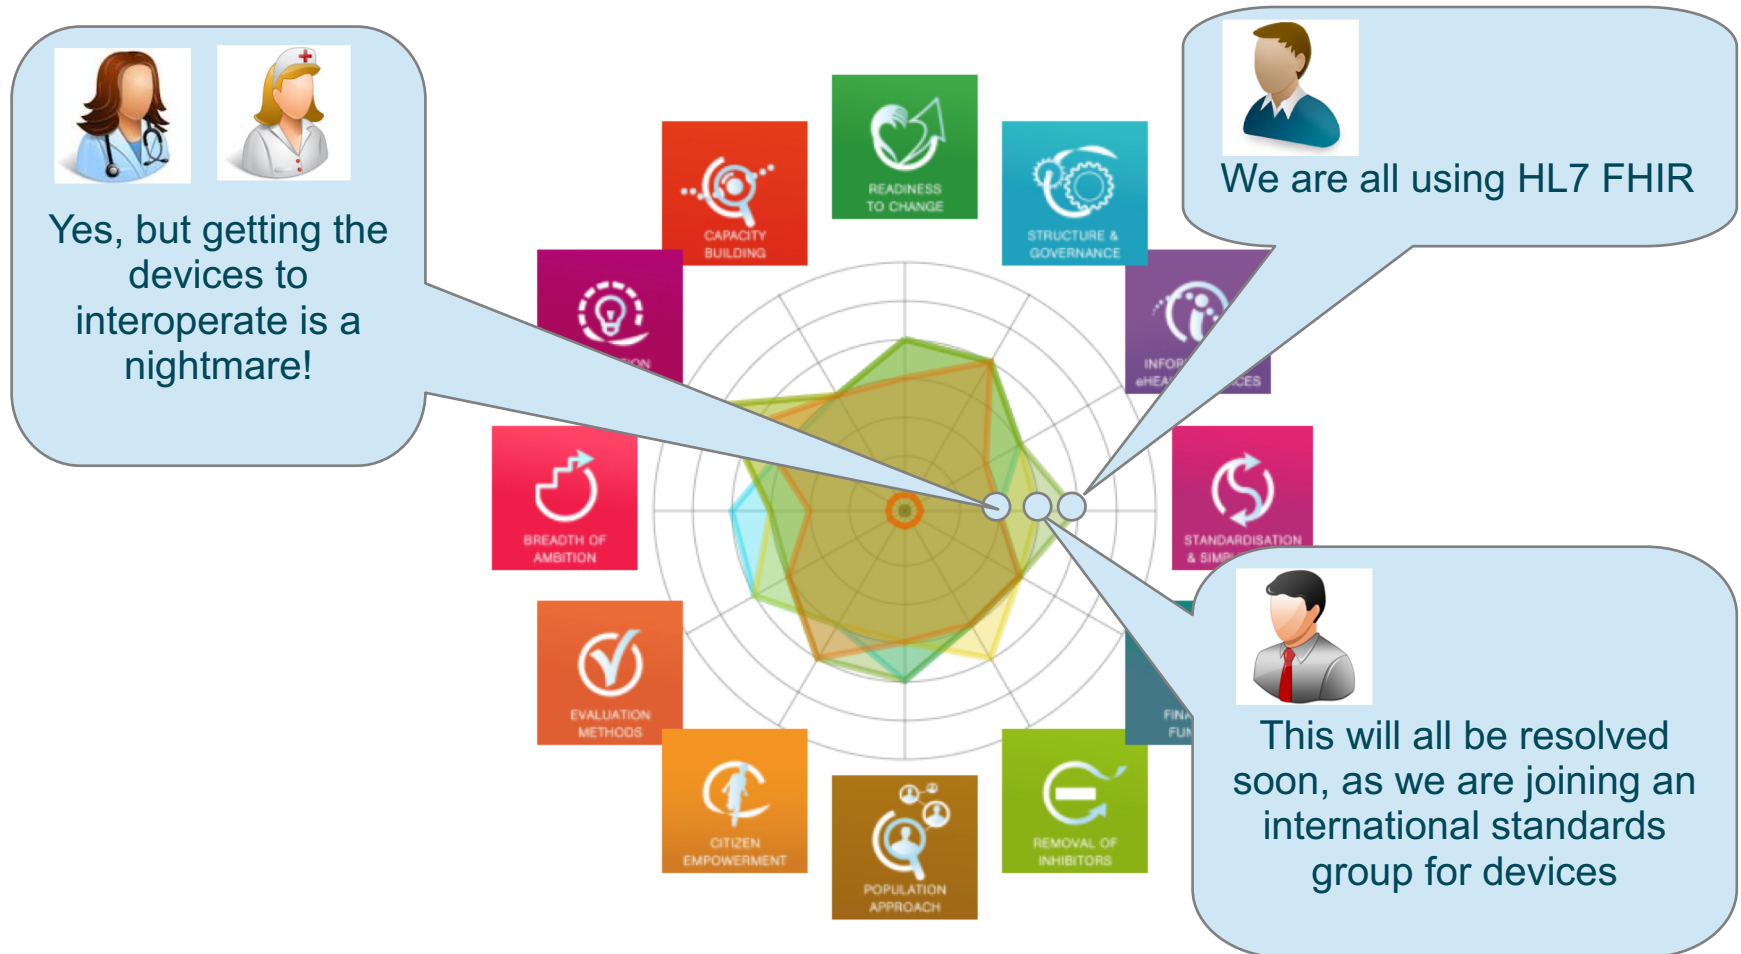 Yes, but getting the
devices to
interoperate is a
nightmare!
We are all using HL7 FHIR
This will all be resolved
soon, as we are joining an
international standards
group for devices
READINESS
TO CHANGE
STRUCTURE &
GOVERNANCE
STANDARDISATION
&
REMOVAL OF
INHIBITORS
POPULATION
APPROACH
CITIZEN
EMPOWERMENT
EVALUATION
METHODS
BREADTH OF
AMBITION
CAPACITY
BUILDING